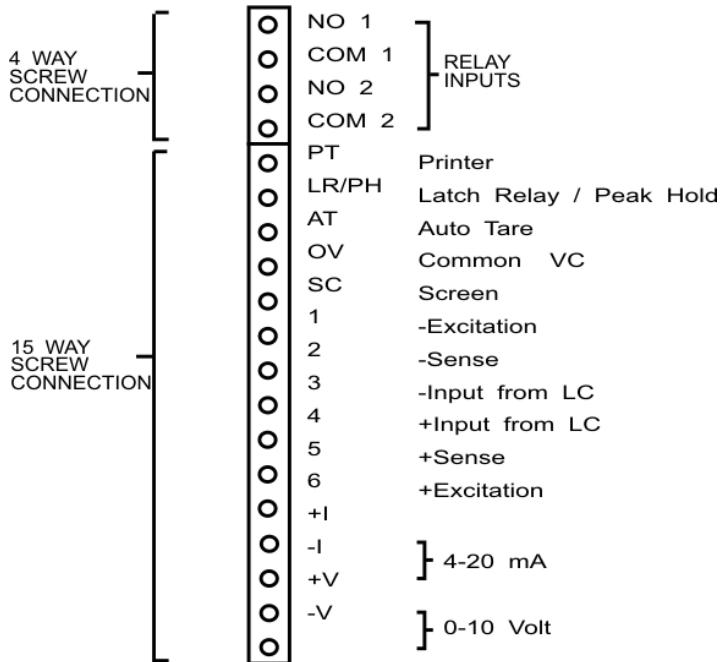 4 WAY
SCREW
CONNECTION
NO 1
COM 1
NO 2
COM 2
RELAY
INPUTS
15 WAY
SCREW
CONNECTION
PT Printer
LR/PH Latch Relay / Peak Hold
AT Auto Tare
OV Common VC
SC Screen
1 -Excitation
2 -Sense
3 -Input from LC
4 +Input from LC
5 +Sense
6 +Excitation
+I
-I
4-20 mA
+V
-V
0-10 Volt